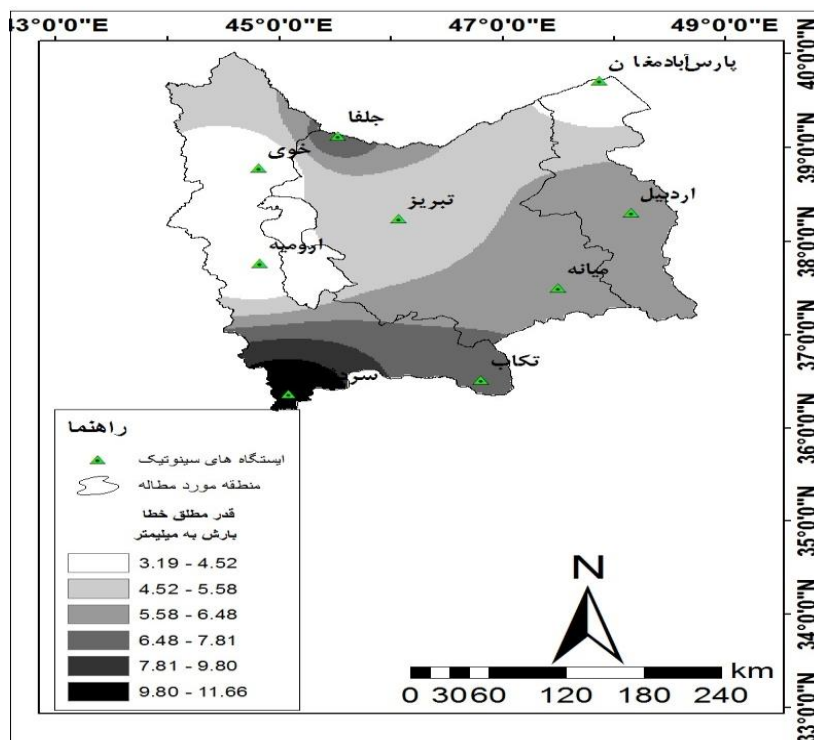 43°0'0"E 45°0'0"E 47°0'0"E 49°0'0"E
40°0'0"N
39°0'0"N
38°0'0"N
37°0'0"N
36°0'0"N
35°0'0"N
34°0'0"N
33°0'0"N
پارس‌آبادمغان
جلفا
خوی
تبریز
اردبیل
ارومیه
میانه
تکاب
سرد
راهنما
ایستگاه های سینوتیک
منطقه مورد مطاله
قدر مطلق خطا
بارش به میلیمتر
3.19 - 4.52
4.52 - 5.58
5.58 - 6.48
6.48 - 7.81
7.81 - 9.80
9.80 - 11.66
N
km
0 30 60 120 180 240